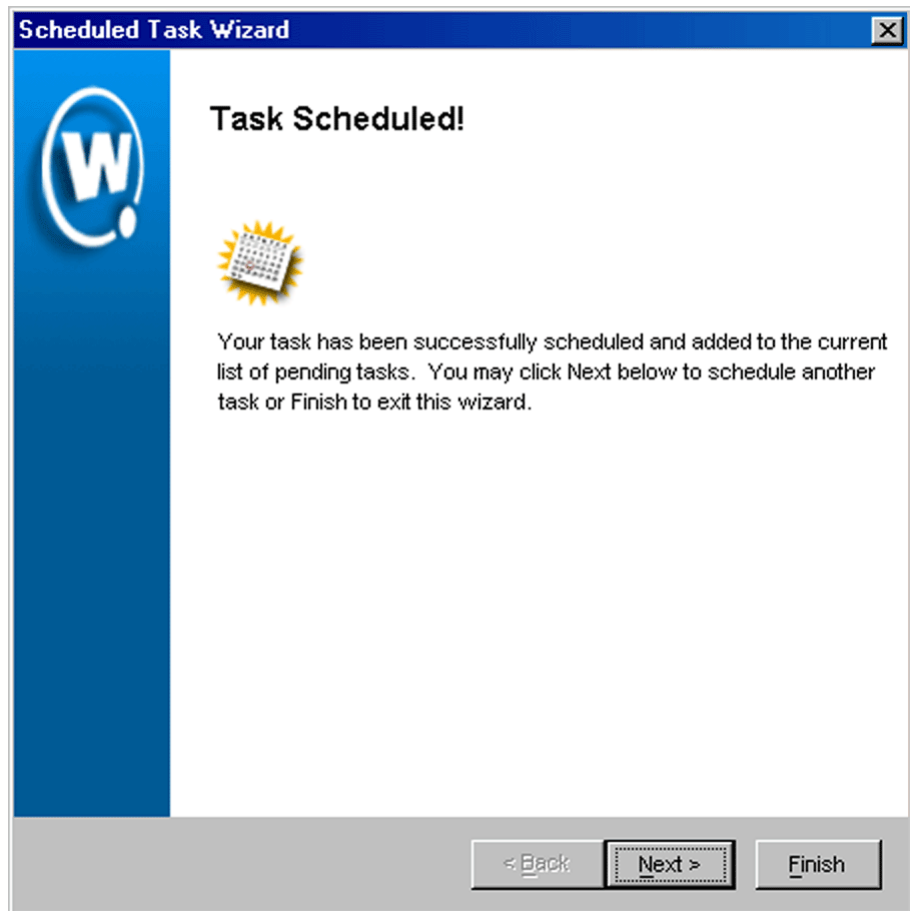 Scheduled Task Wizard
W
Task Scheduled!
Your task has been successfully scheduled and added to the current
list of pending tasks.  You may click Next below to schedule another
task or Finish to exit this wizard.
< Back
Next >
Finish